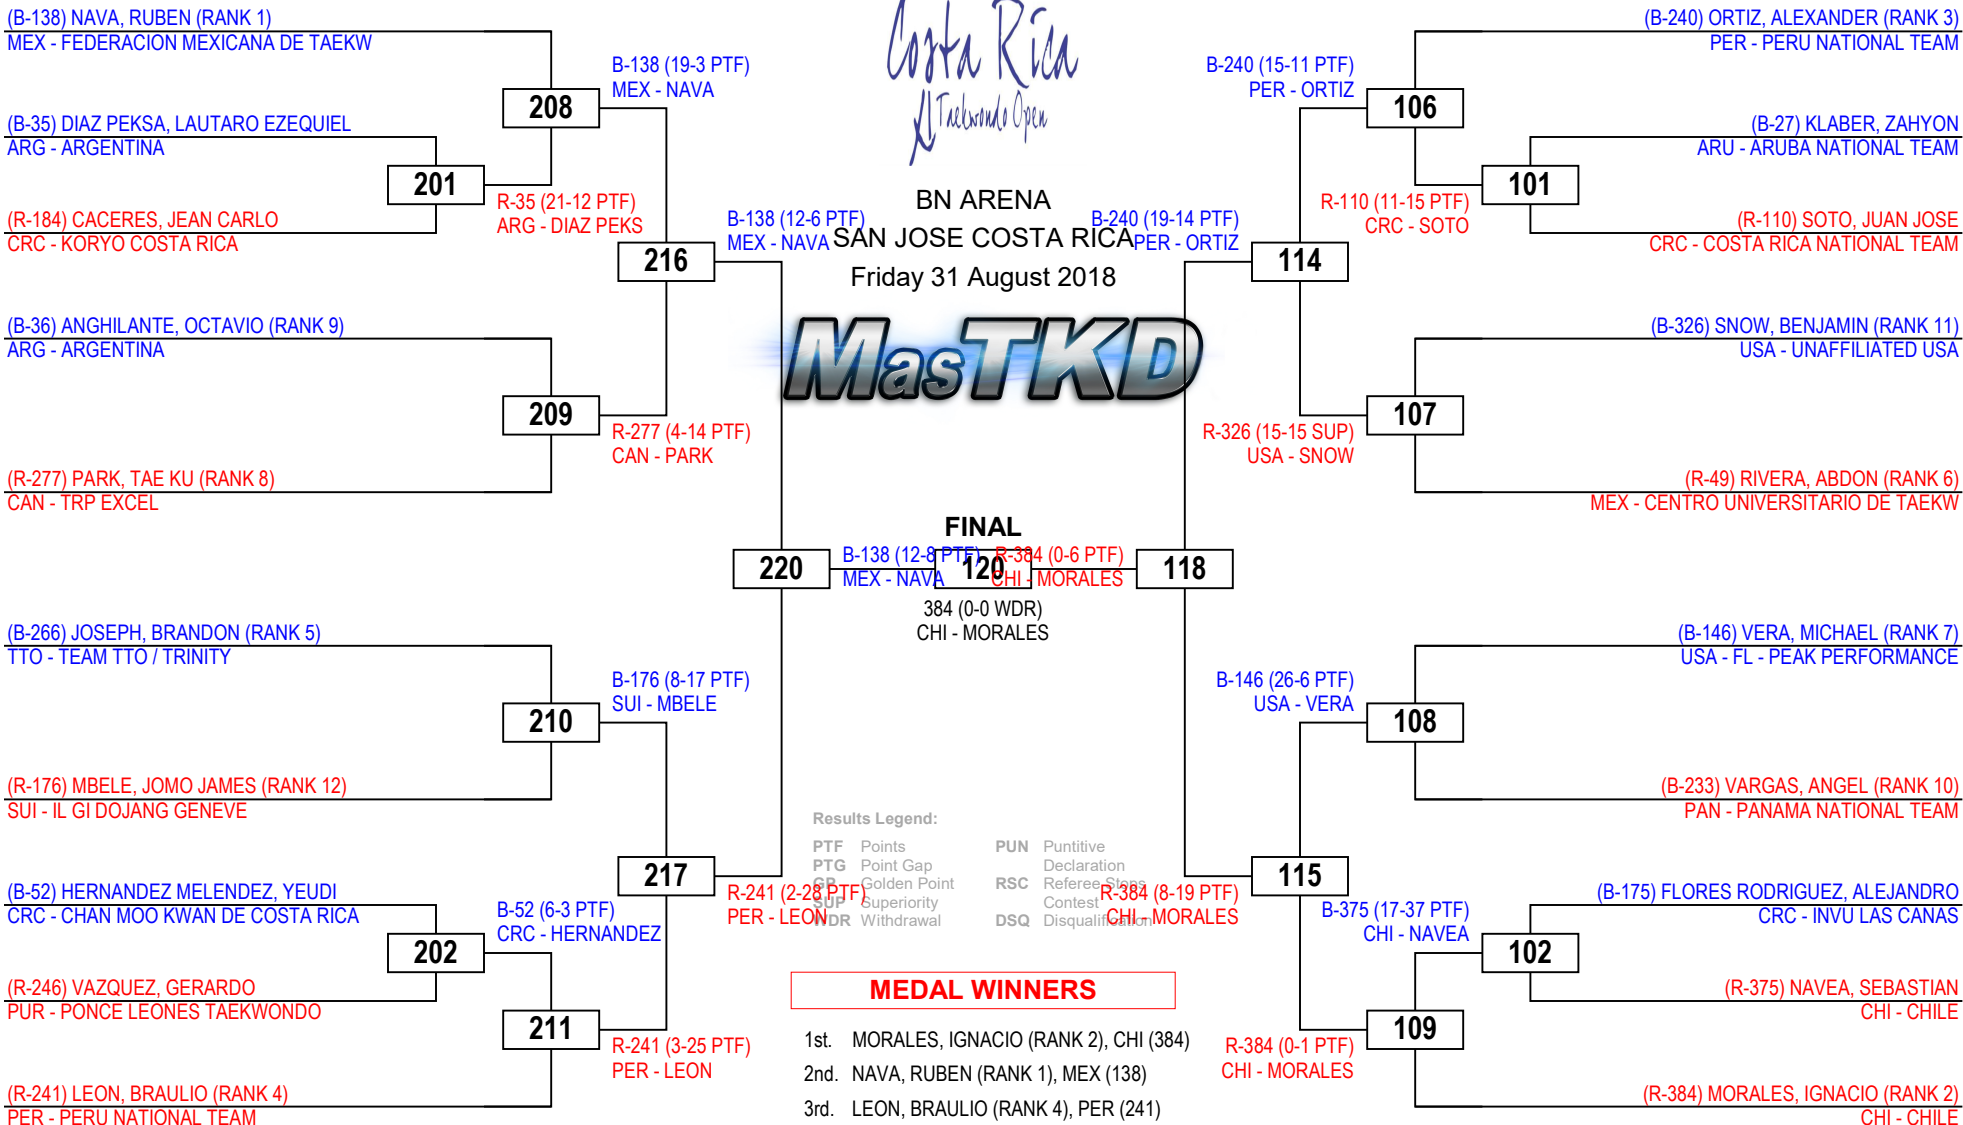 (B-138) NAVA, RUBEN (RANK 1)
MEX - FEDERACION MEXICANA DE TAEKW
B-138 (19-3 PTF)
MEX - NAVA
208
(B-35) DIAZ PEKSA, LAUTARO EZEQUIEL
ARG - ARGENTINA
201
(R-184) CACERES, JEAN CARLO
CRC - KORYO COSTA RICA
R-35 (21-12 PTF)
ARG - DIAZ PEKS
B-138 (12-6 PTF)
MEX - NAVA
216
(B-36) ANGHILANTE, OCTAVIO (RANK 9)
ARG - ARGENTINA
209
R-277 (4-14 PTF)
CAN - PARK
(R-277) PARK, TAE KU (RANK 8)
CAN - TRP EXCEL
220
B-138 (12-8 PTF)
MEX - NAVA
(B-266) JOSEPH, BRANDON (RANK 5)
TTO - TEAM TTO / TRINITY
B-176 (8-17 PTF)
SUI - MBELE
210
(R-176) MBELE, JOMO JAMES (RANK 12)
SUI - IL GI DOJANG GENEVE
217
R-241 (2-28 PTF)
PER - LEON
(B-52) HERNANDEZ MELENDEZ, YEUDI
CRC - CHAN MOO KWAN DE COSTA RICA
B-52 (6-3 PTF)
CRC - HERNANDEZ
202
(R-246) VAZQUEZ, GERARDO
PUR - PONCE LEONES TAEKWONDO
211
R-241 (3-25 PTF)
PER - LEON
(R-241) LEON, BRAULIO (RANK 4)
PER - PERU NATIONAL TEAM
Costa Rica
XI Taekwondo Open
BN ARENA
SAN JOSE COSTA RICA
Friday 31 August 2018
MasTKD
FINAL
120
384 (0-0 WDR)
CHI - MORALES
Results Legend:
PTF Points
PTG Point Gap
GP Golden Point
SUP Superiority
WDR Withdrawal
PUN Puntitive
Declaration
RSC Referee Stops
Contest
DSQ Disqualification
MEDAL WINNERS
1st. MORALES, IGNACIO (RANK 2), CHI (384)
2nd. NAVA, RUBEN (RANK 1), MEX (138)
3rd. LEON, BRAULIO (RANK 4), PER (241)
(B-240) ORTIZ, ALEXANDER (RANK 3)
PER - PERU NATIONAL TEAM
B-240 (15-11 PTF)
PER - ORTIZ
106
(B-27) KLABER, ZAHYON
ARU - ARUBA NATIONAL TEAM
101
R-110 (11-15 PTF)
CRC - SOTO
(R-110) SOTO, JUAN JOSE
CRC - COSTA RICA NATIONAL TEAM
B-240 (19-14 PTF)
PER - ORTIZ
114
(B-326) SNOW, BENJAMIN (RANK 11)
USA - UNAFFILIATED USA
107
R-326 (15-15 SUP)
USA - SNOW
(R-49) RIVERA, ABDON (RANK 6)
MEX - CENTRO UNIVERSITARIO DE TAEKW
R-384 (0-6 PTF)
CHI - MORALES
118
(B-146) VERA, MICHAEL (RANK 7)
USA - FL - PEAK PERFORMANCE
B-146 (26-6 PTF)
USA - VERA
108
(B-233) VARGAS, ANGEL (RANK 10)
PAN - PANAMA NATIONAL TEAM
115
R-384 (8-19 PTF)
CHI - MORALES
(B-175) FLORES RODRIGUEZ, ALEJANDRO
CRC - INVU LAS CANAS
B-375 (17-37 PTF)
CHI - NAVEA
102
(R-375) NAVEA, SEBASTIAN
CHI - CHILE
109
R-384 (0-1 PTF)
CHI - MORALES
(R-384) MORALES, IGNACIO (RANK 2)
CHI - CHILE